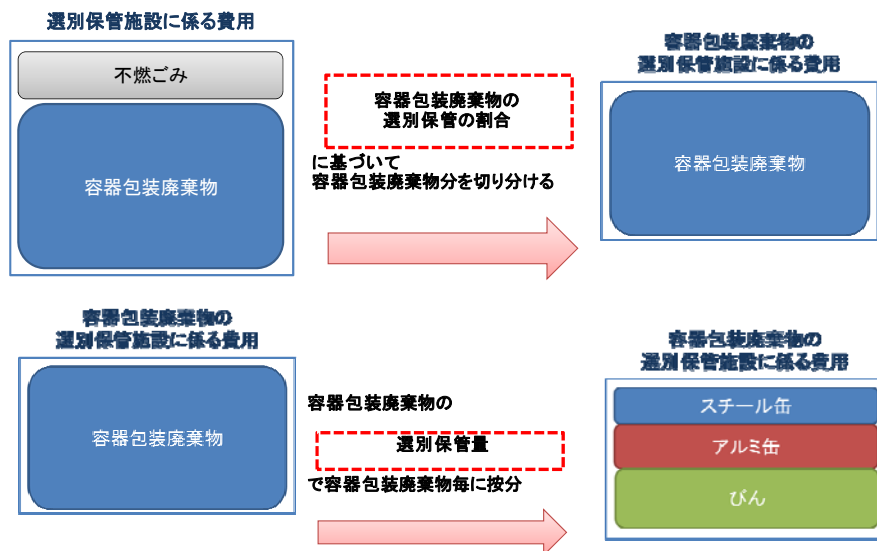 選別保管施設に係る費用
不燃ごみ
容器包装廃棄物
容器包装廃棄物の
選別保管の割合
に基づいて
容器包装廃棄物分を切り分ける
容器包装廃棄物の
選別保管施設に係る費用
容器包装廃棄物
容器包装廃棄物の
選別保管施設に係る費用
容器包装廃棄物
容器包装廃棄物の
選別保管量
で容器包装廃棄物毎に按分
容器包装廃棄物の
選別保管施設に係る費用
スチール缶
アルミ缶
びん